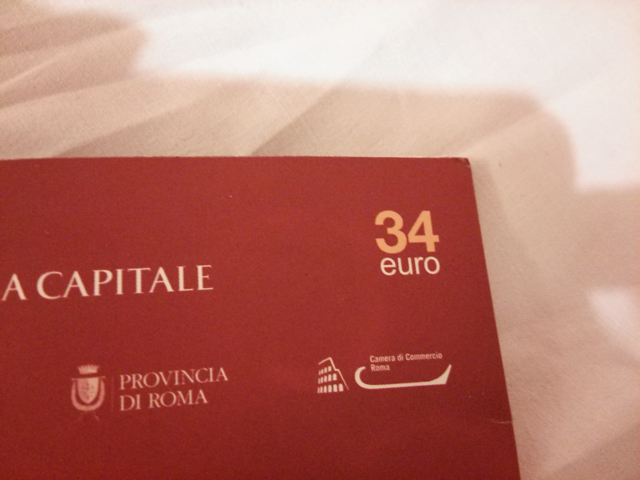 34
euro
A CAPITALE
PROVINCIA
DI ROMA
Camera di Commercio
Roma